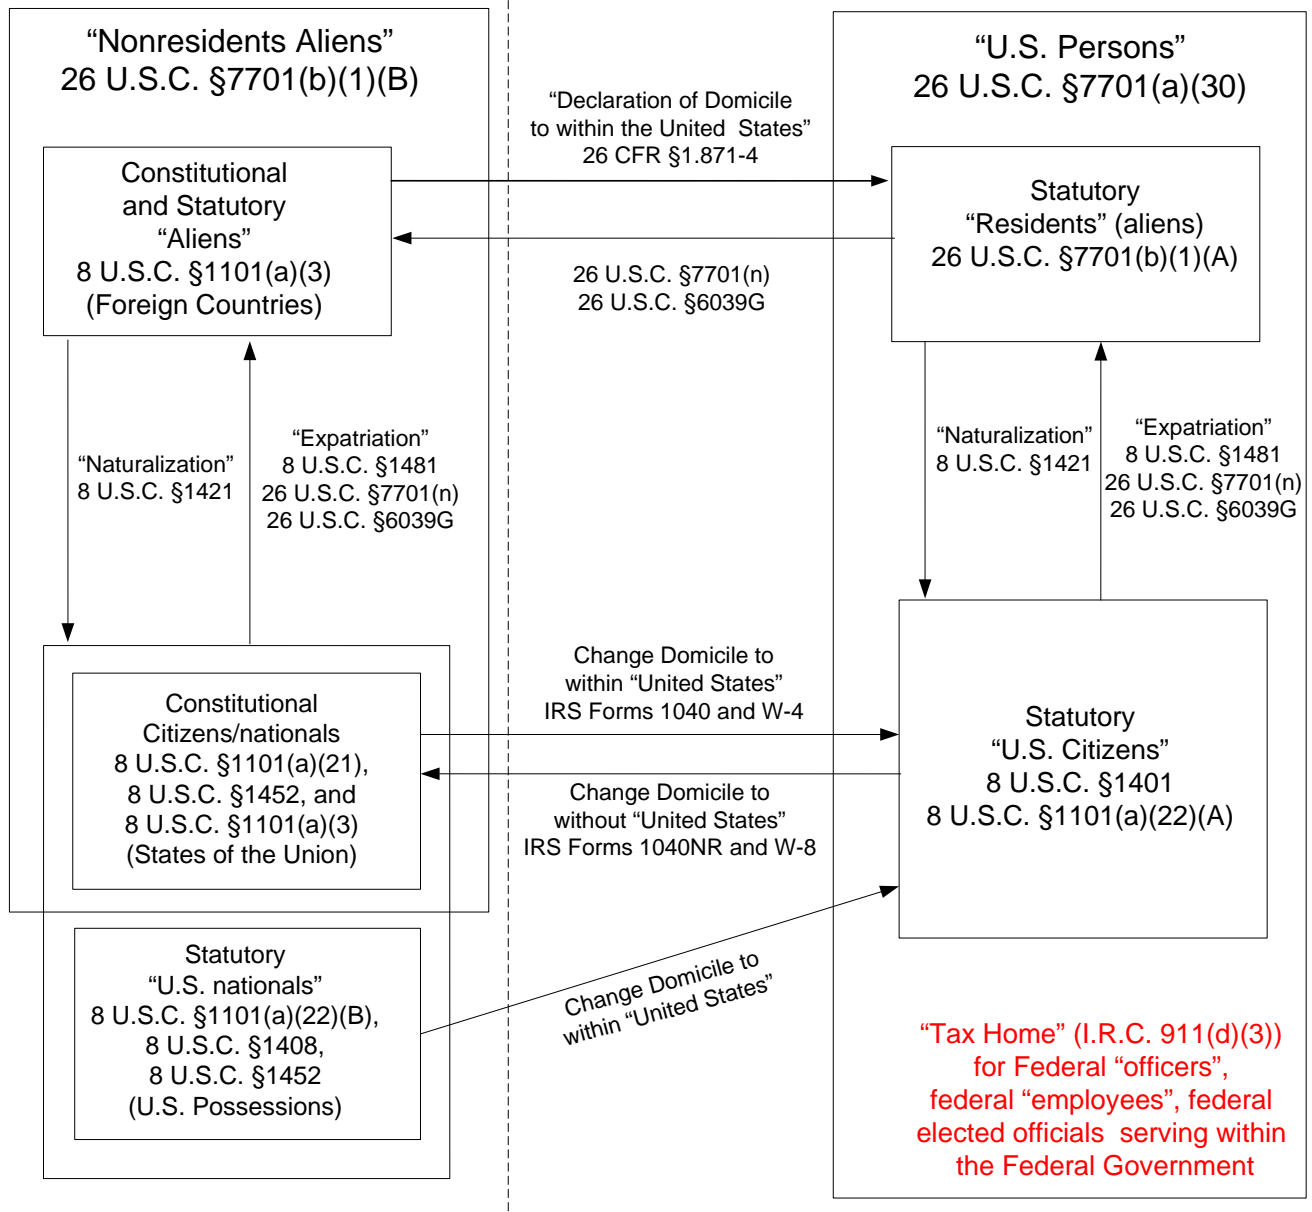 “Nonresidents Aliens”
26 U.S.C. §7701(b)(1)(B)
Constitutional
and Statutory
“Aliens”
8 U.S.C. §1101(a)(3)
(Foreign Countries)
“Naturalization”
8 U.S.C. §1421
“Expatriation”
8 U.S.C. §1481
26 U.S.C. §7701(n)
26 U.S.C. §6039G
Constitutional
Citizens/nationals
8 U.S.C. §1101(a)(21),
8 U.S.C. §1452, and
8 U.S.C. §1101(a)(3)
(States of the Union)
Statutory
“U.S. nationals”
8 U.S.C. §1101(a)(22)(B),
8 U.S.C. §1408,
8 U.S.C. §1452
(U.S. Possessions)
“Declaration of Domicile
to within the United States”
26 CFR §1.871-4
26 U.S.C. §7701(n)
26 U.S.C. §6039G
Change Domicile to
within “United States”
IRS Forms 1040 and W-4
Change Domicile to
without “United States”
IRS Forms 1040NR and W-8
Change Domicile to
within “United States”
“U.S. Persons”
26 U.S.C. §7701(a)(30)
Statutory
“Residents” (aliens)
26 U.S.C. §7701(b)(1)(A)
“Naturalization”
8 U.S.C. §1421
“Expatriation”
8 U.S.C. §1481
26 U.S.C. §7701(n)
26 U.S.C. §6039G
Statutory
“U.S. Citizens”
8 U.S.C. §1401
8 U.S.C. §1101(a)(22)(A)
“Tax Home” (I.R.C. 911(d)(3))
for Federal “officers”,
federal “employees”, federal
elected officials serving within
the Federal Government